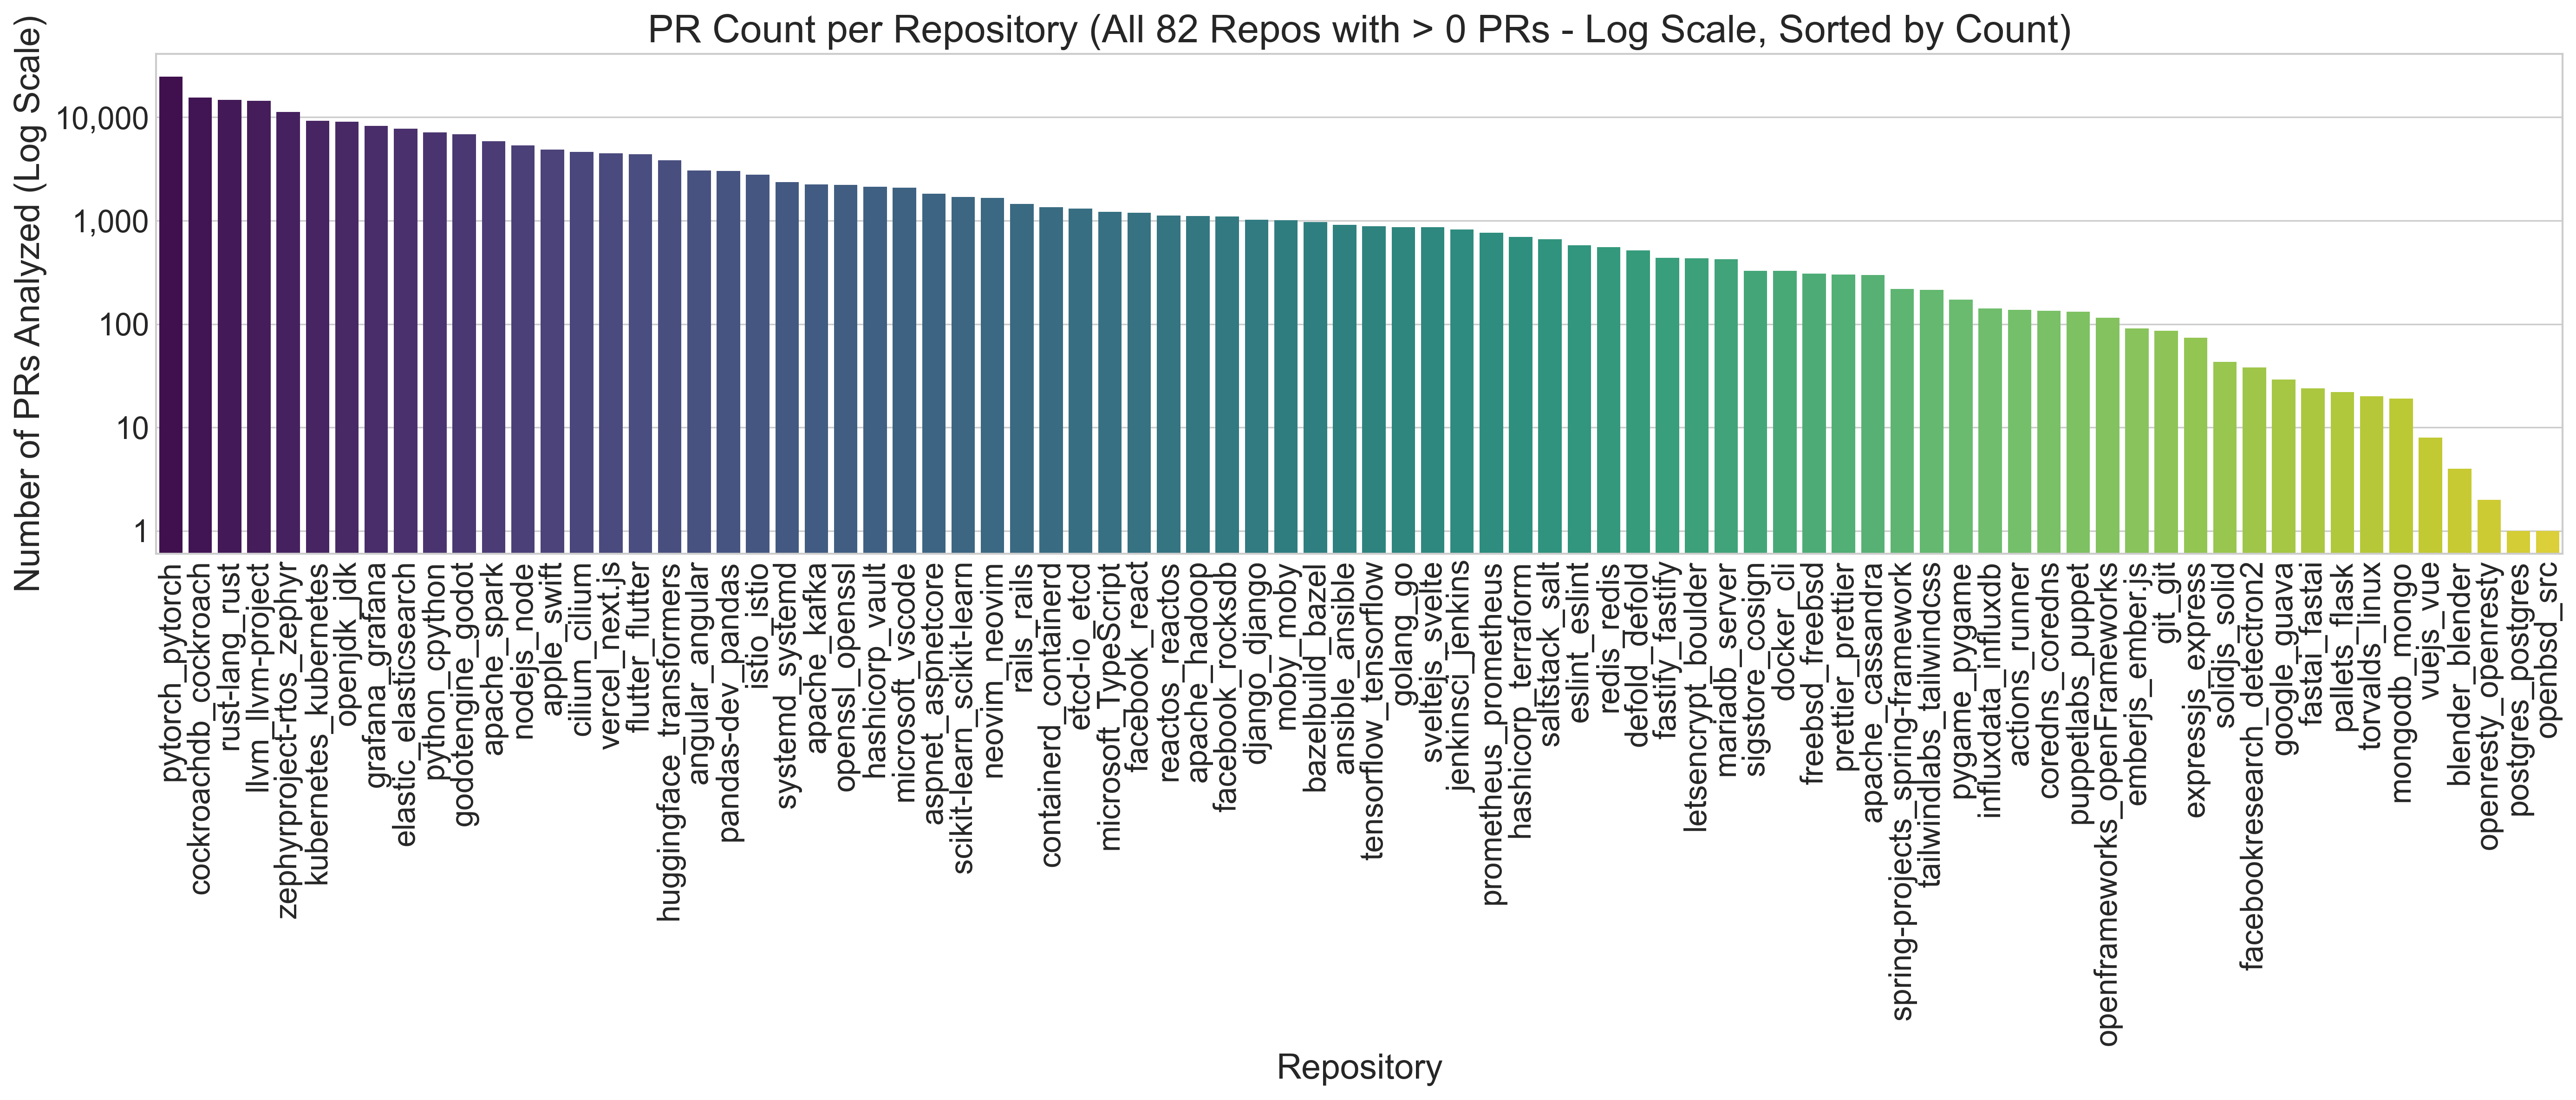 PR Count per Repository (All 82 Repos with > 0 PRs - Log Scale, Sorted by Count)
Number of PRs Analyzed (Log Scale)
10,000
1,000
100
10
1
pytorch_pytorch
cockroachdb_cockroach
rust-lang_rust
llvm_llvm-project
zephyrproject-rtos_zephyr
kubernetes_kubernetes
openjdk_jdk
grafana_grafana
elastic_elasticsearch
python_cpython
godotengine_godot
apache_spark
nodejs_node
apple_swift
cilium_cilium
vercel_next.js
flutter_flutter
huggingface_transformers
angular_angular
pandas-dev_pandas
istio_istio
systemd_systemd
apache_kafka
openssl_openssl
hashicorp_vault
microsoft_vscode
aspnet_aspnetcore
scikit-learn_scikit-learn
neovim_neovim
rails_rails
containerd_containerd
etcd-io_etcd
microsoft_TypeScript
facebook_react
reactos_reactos
apache_hadoop
facebook_rocksdb
django_django
moby_moby
bazelbuild_bazel
ansible_ansible
tensorflow_tensorflow
golang_go
sveltejs_svelte
jenkinsci_jenkins
prometheus_prometheus
hashicorp_terraform
saltstack_salt
eslint_eslint
redis_redis
defold_defold
fastify_fastify
letsencrypt_boulder
mariadb_server
sigstore_cosign
docker_cli
freebsd_freebsd
prettier_prettier
apache_cassandra
spring-projects_spring-framework
tailwindlabs_tailwindcss
pygame_pygame
influxdata_influxdb
actions_runner
coredns_coredns
puppetlabs_puppet
openframeworks_openFrameworks
emberjs_ember.js
git_git
expressjs_express
solidjs_solid
facebookresearch_detectron2
google_guava
fastai_fastai
pallets_flask
torvalds_linux
mongodb_mongo
vuejs_vue
blender_blender
openresty_openresty
postgres_postgres
openbsd_src
Repository